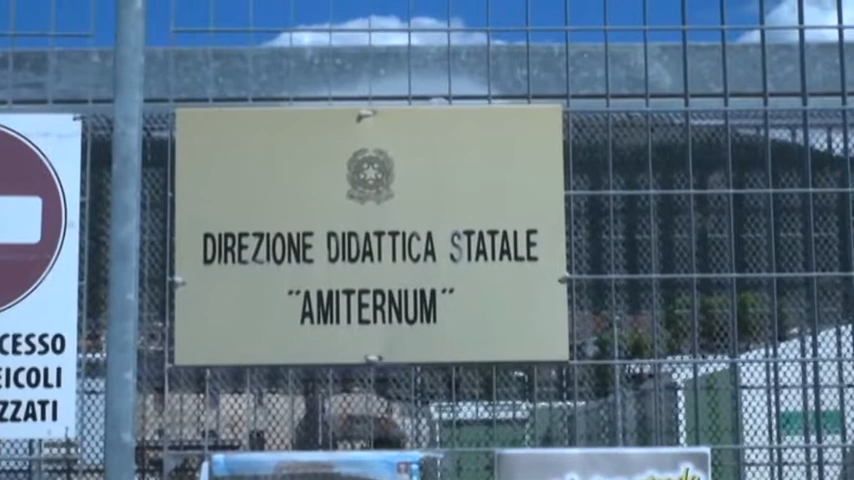 DIREZIONE DIDATTICA STATALE
"AMITERNUM"
CESSO
EICOLI
ZZATI